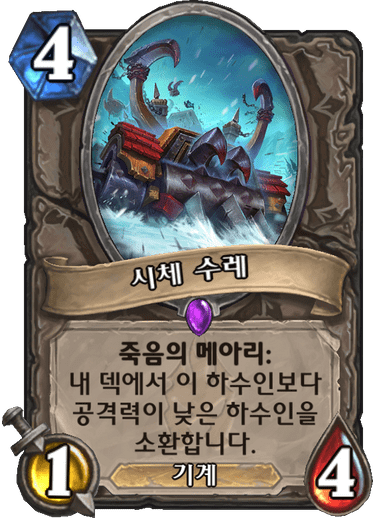 4
시체 수레
죽음의 메아리:
내 덱에서 이 하수인보다
공격력이 낮은 하수인을
소환합니다.
기계
1
4